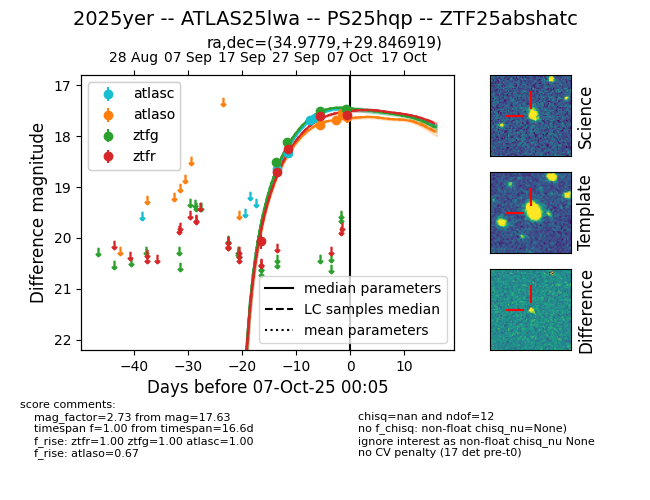 2025yer -- ATLAS25lwa -- PS25hqp -- ZTF25abshatc
ra,dec=(34.9779,+29.846919)
28 Aug 07 Sep 17 Sep 27 Sep 07 Oct 17 Oct
17
18
19
20
21
22
Difference magnitude
atlasc
atlaso
ztfg
ztfr
median parameters
LC samples median
mean parameters
−40 −30 −20 −10 0 10
Days before 07-Oct-25 00:05
Science
Template
Difference
score comments:
mag_factor=2.73 from mag=17.63
timespan f=1.00 from timespan=16.6d
f_rise: ztfr=1.00 ztfg=1.00 atlasc=1.00
f_rise: atlaso=0.67
chisq=nan and ndof=12
no f_chisq: non-float chisq_nu=None)
ignore interest as non-float chisq_nu None
no CV penalty (17 det pre-t0)